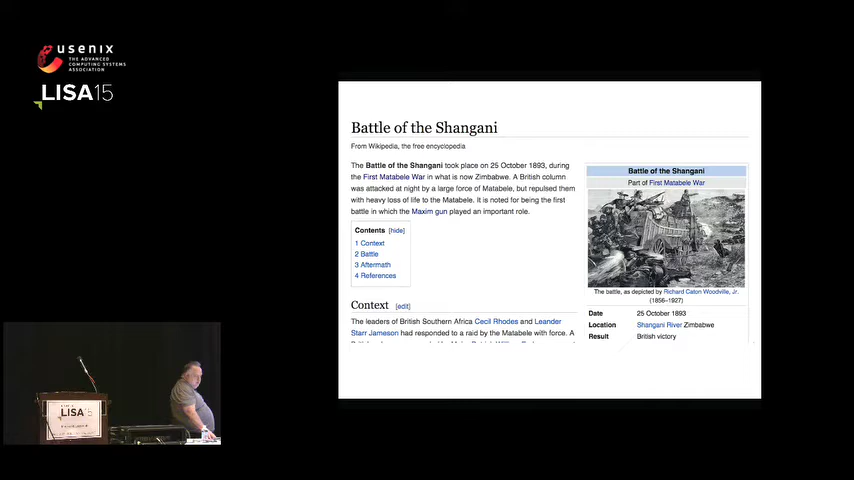 usenix
THE ADVANCED
COMPUTING SYSTEMS
ASSOCIATION
LISA15
Battle of the Shangani
From Wikipedia, the free encyclopedia
The Battle of the Shangani took place on 25 October 1893, during
the First Matabele War in what is now Zimbabwe. A British column
was attacked at night by a large force of Matabele, but repulsed them
with heavy loss of life to the Matabele. It is noted for being the first
battle in which the Maxim gun played an important role.
Contents [hide]
1 Context
2 Battle
3 Aftermath
4 References
Context [edit]
The leaders of British Southern Africa Cecil Rhodes and Leander
Starr Jameson had responded to a raid by the Matabele with force. A
Battle of the Shangani
Part of First Matabele War
The battle, as depicted by Richard Caton Woodville, Jr.
(1856–1927)
Date 25 October 1893
Location Shangani River Zimbabwe
Result British victory
LISA15